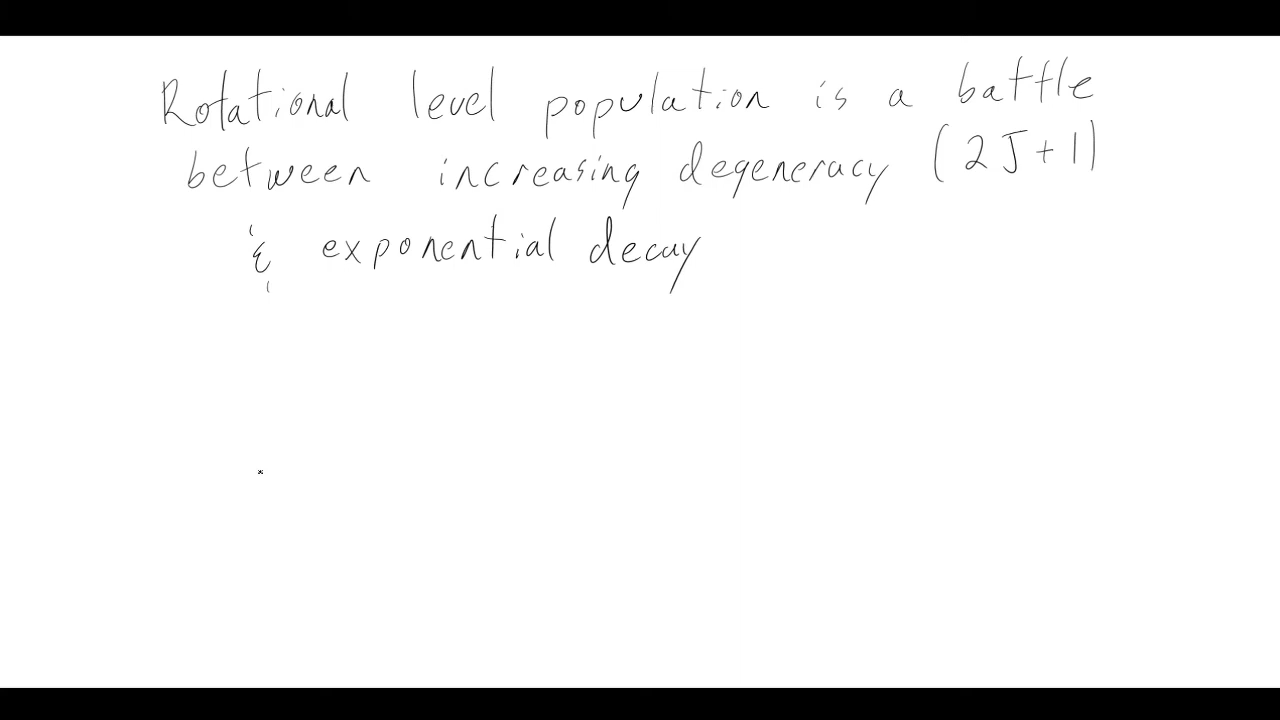 Rotational level population is a battle
between increasing degeneracy (2J+1)
& exponential decay